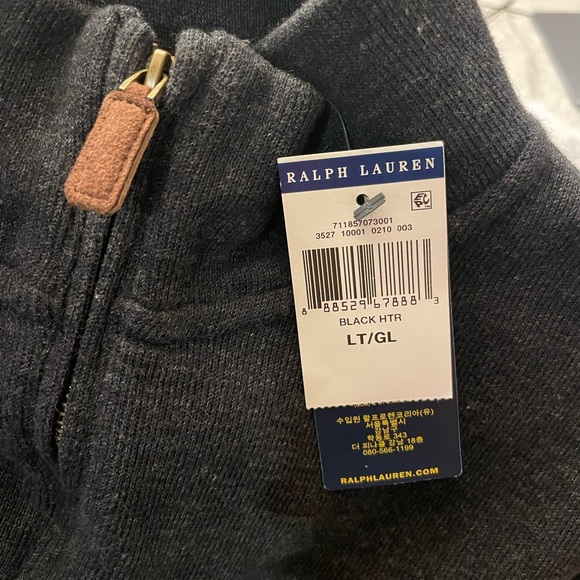 RALPH LAUREN
711857073001
3527 10001 0210 003
8 88529 67888 3
BLACK HTR
LT/GL
수입원 랄프로렌코리아(유)
서울특별시
강남구
학동로 343
더 피나클 강남 18층
080-566-1199
RALPHLAUREN.COM